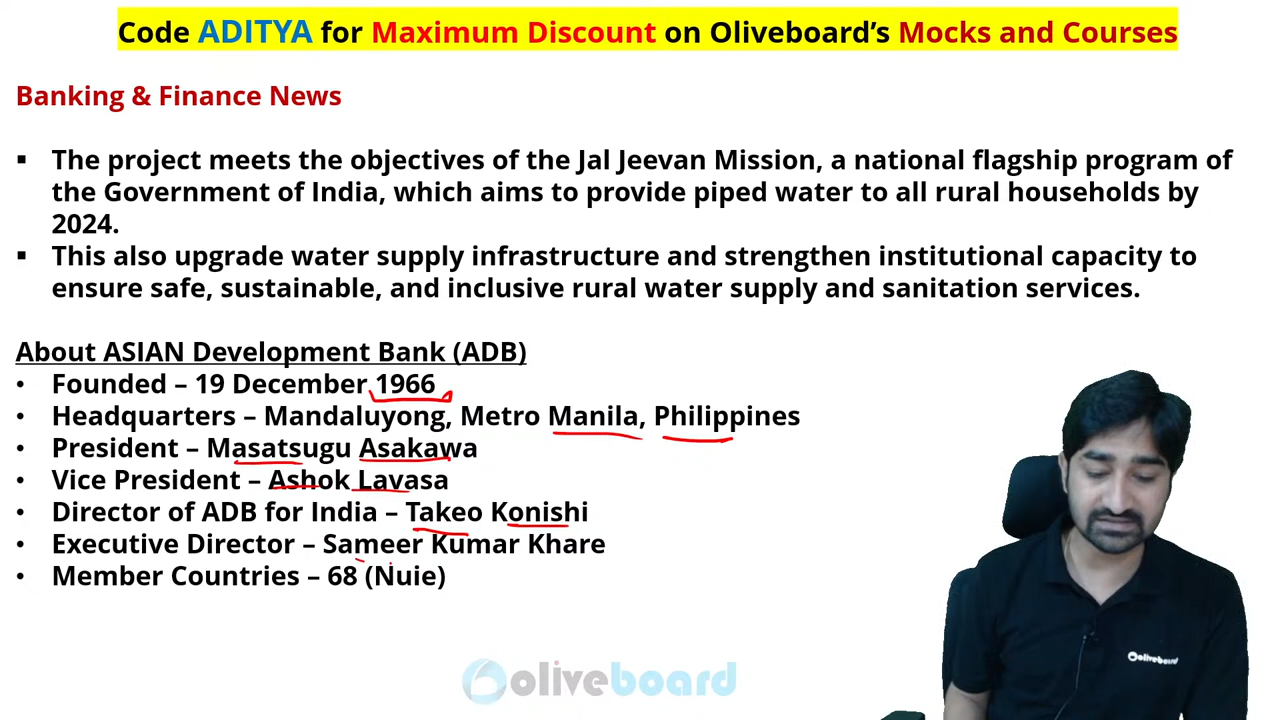 Code ADITYA for Maximum Discount on Oliveboard's Mocks and Courses
Banking & Finance News
▪ The project meets the objectives of the Jal Jeevan Mission, a national flagship program of
the Government of India, which aims to provide piped water to all rural households by
2024.
▪ This also upgrade water supply infrastructure and strengthen institutional capacity to
ensure safe, sustainable, and inclusive rural water supply and sanitation services.
About ASIAN Development Bank (ADB)
• Founded – 19 December 1966
• Headquarters – Mandaluyong, Metro Manila, Philippines
• President – Masatsugu Asakawa
• Vice President – Ashok Lavasa
• Director of ADB for India – Takeo Konishi
• Executive Director – Sameer Kumar Khare
• Member Countries – 68 (Nuie)
oliveboard
oliveboard